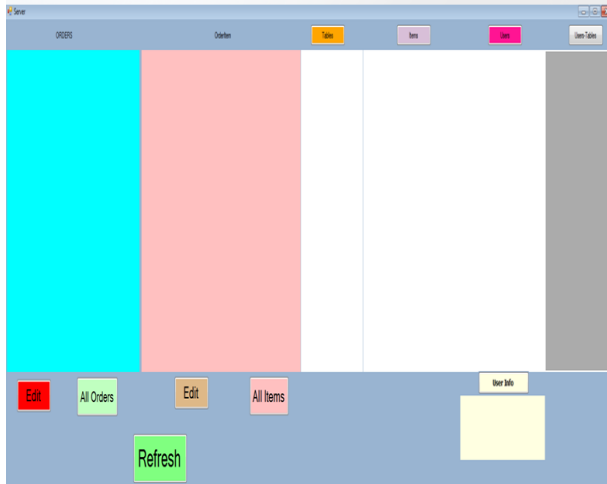 Server
ORDERS OrderItem Tables Items Users Users-Tables
Edit All Orders Edit All Items User Info
Refresh